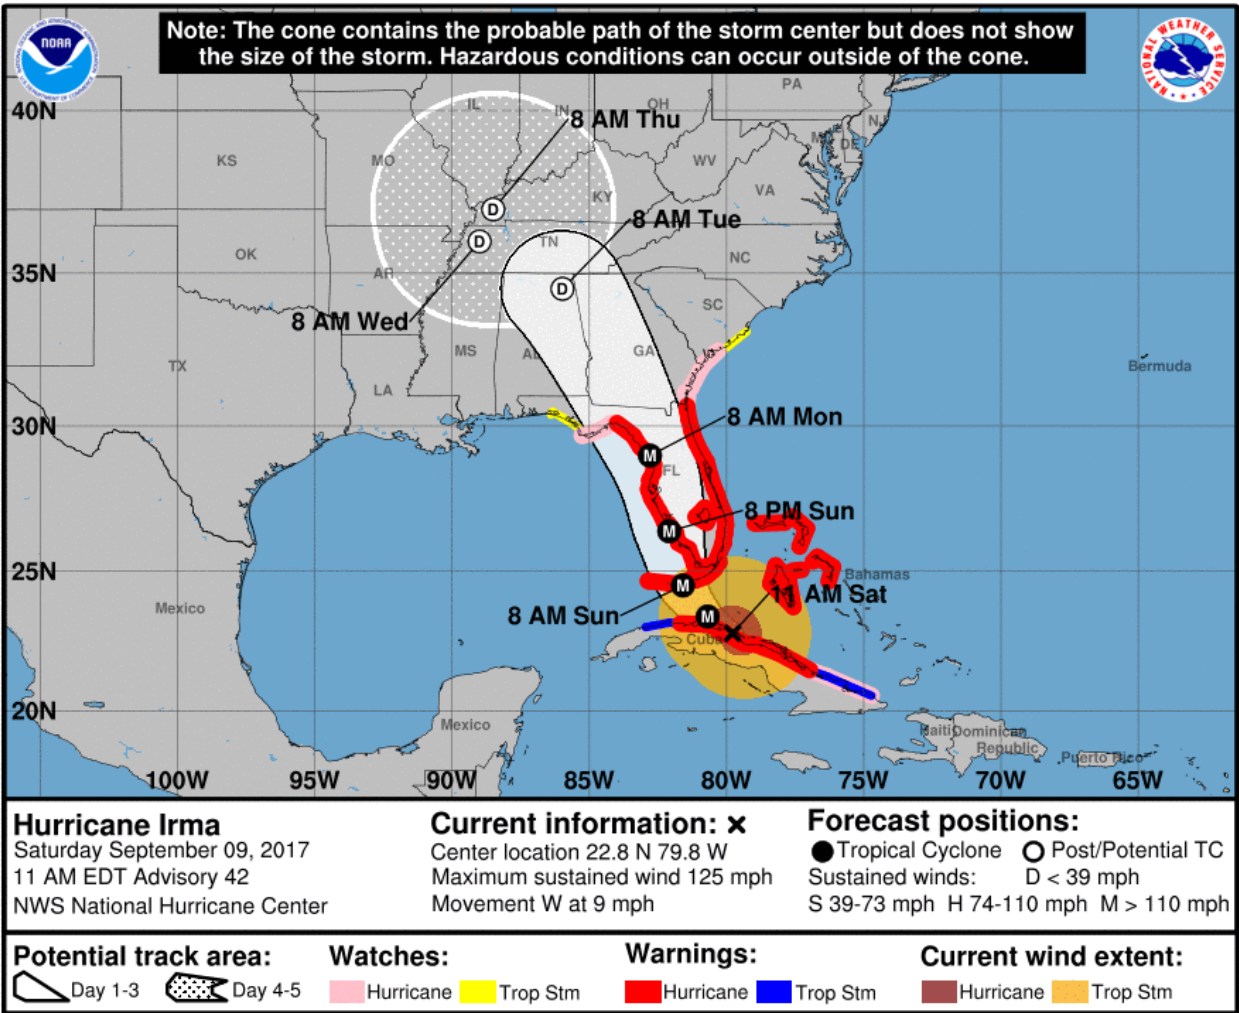 Note: The cone contains the probable path of the storm center but does not show
the size of the storm. Hazardous conditions can occur outside of the cone.
NOAA
NATIONAL WEATHER SERVICE
40N
35N
30N
25N
20N
100W
95W
90W
85W
80W
75W
70W
65W
IL
IN
OH
PA
NJ
DE
KS
MO
WV
VA
KY
OK
AR
TN
NC
SC
TX
LA
MS
GA
FL
Bermuda
Mexico
Mexico
Cuba
Bahamas
Haiti
Dominican
Republic
Puerto Rico
8 AM Thu
8 AM Tue
8 AM Wed
8 AM Mon
8 PM Sun
8 AM Sun
11 AM Sat
D
D
D
M
M
M
M
Hurricane Irma
Saturday September 09, 2017
11 AM EDT Advisory 42
NWS National Hurricane Center
Current information: ×
Center location 22.8 N 79.8 W
Maximum sustained wind 125 mph
Movement W at 9 mph
Forecast positions:
Tropical Cyclone Post/Potential TC
Sustained winds: D < 39 mph
S 39-73 mph H 74-110 mph M > 110 mph
Potential track area:
Day 1-3 Day 4-5
Watches:
Hurricane Trop Stm
Warnings:
Hurricane Trop Stm
Current wind extent:
Hurricane Trop Stm